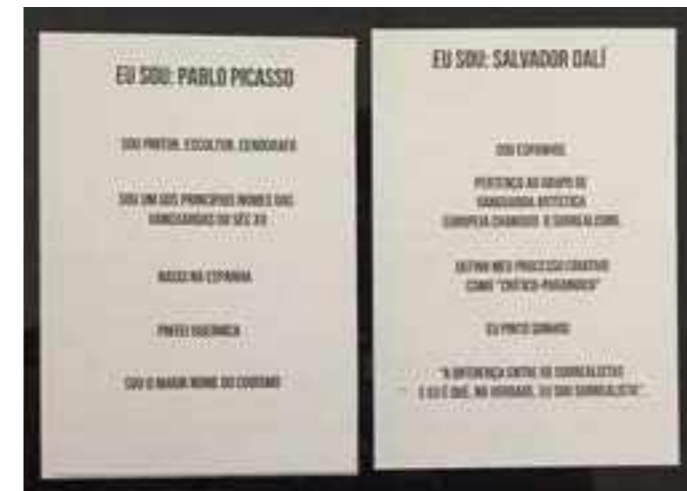 EU SOU: PABLO PICASSO
SOU PINTOR, ESCULTOR, CENÓGRAFO
SOU UM DOS PRINCIPAIS NOMES DAS
VANGUARDAS DO SÉC XX
NASCI NA ESPANHA
PINTEI GUERNICA
SOU O MAIOR NOME DO CUBISMO
EU SOU: SALVADOR DALÍ
SOU ESPANHOL
PERTENÇO AO GRUPO DE
VANGUARDA ARTÍSTICA
EUROPEIA CHAMADO O SURREALISMO
DEFINO MEU PROCESSO CRIATIVO
COMO "CRÍTICO-PARANOICO"
EU PINTO SONHOS
"A DIFERENÇA ENTRE OS SURREALISTAS
E EU É QUE, NA VERDADE, EU SOU SURREALISTA"